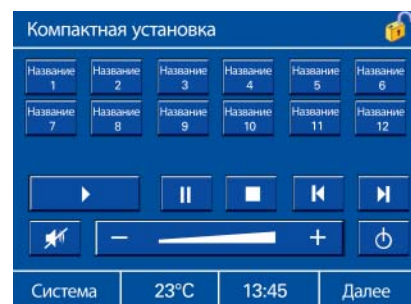 Компактная установка
Название Название Название Название Название Название
1 2 3 4 5 6
Название Название Название Название Название Название
7 8 9 10 11 12
− +
Система 23°C 13:45 Далее